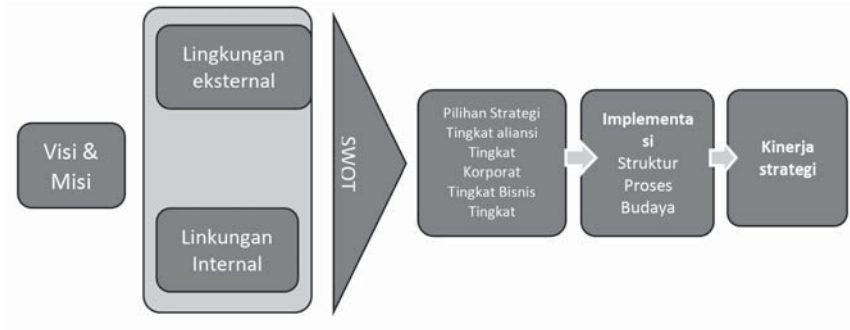 Visi &
Misi
Lingkungan
eksternal
Linkungan
Internal
SWOT
Pilihan Strategi
Tingkat aliansi
Tingkat
Korporat
Tingkat Bisnis
Tingkat
Implementa
si
Struktur
Proses
Budaya
Kinerja
strategi